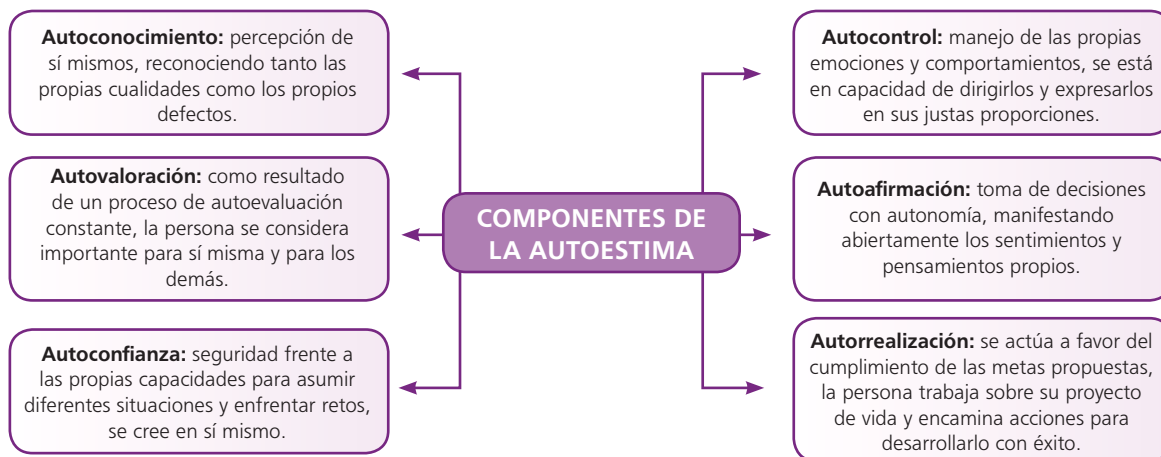 Autoconocimiento: percepción de
sí mismos, reconociendo tanto las
propias cualidades como los propios
defectos.
Autovaloración: como resultado
de un proceso de autoevaluación
constante, la persona se considera
importante para sí misma y para los
demás.
Autoconfianza: seguridad frente a
las propias capacidades para asumir
diferentes situaciones y enfrentar retos,
se cree en sí mismo.
COMPONENTES DE
LA AUTOESTIMA
Autocontrol: manejo de las propias
emociones y comportamientos, se está
en capacidad de dirigirlos y expresarlos
en sus justas proporciones.
Autoafirmación: toma de decisiones
con autonomía, manifestando
abiertamente los sentimientos y
pensamientos propios.
Autorrealización: se actúa a favor del
cumplimiento de las metas propuestas,
la persona trabaja sobre su proyecto
de vida y encamina acciones para
desarrollarlo con éxito.